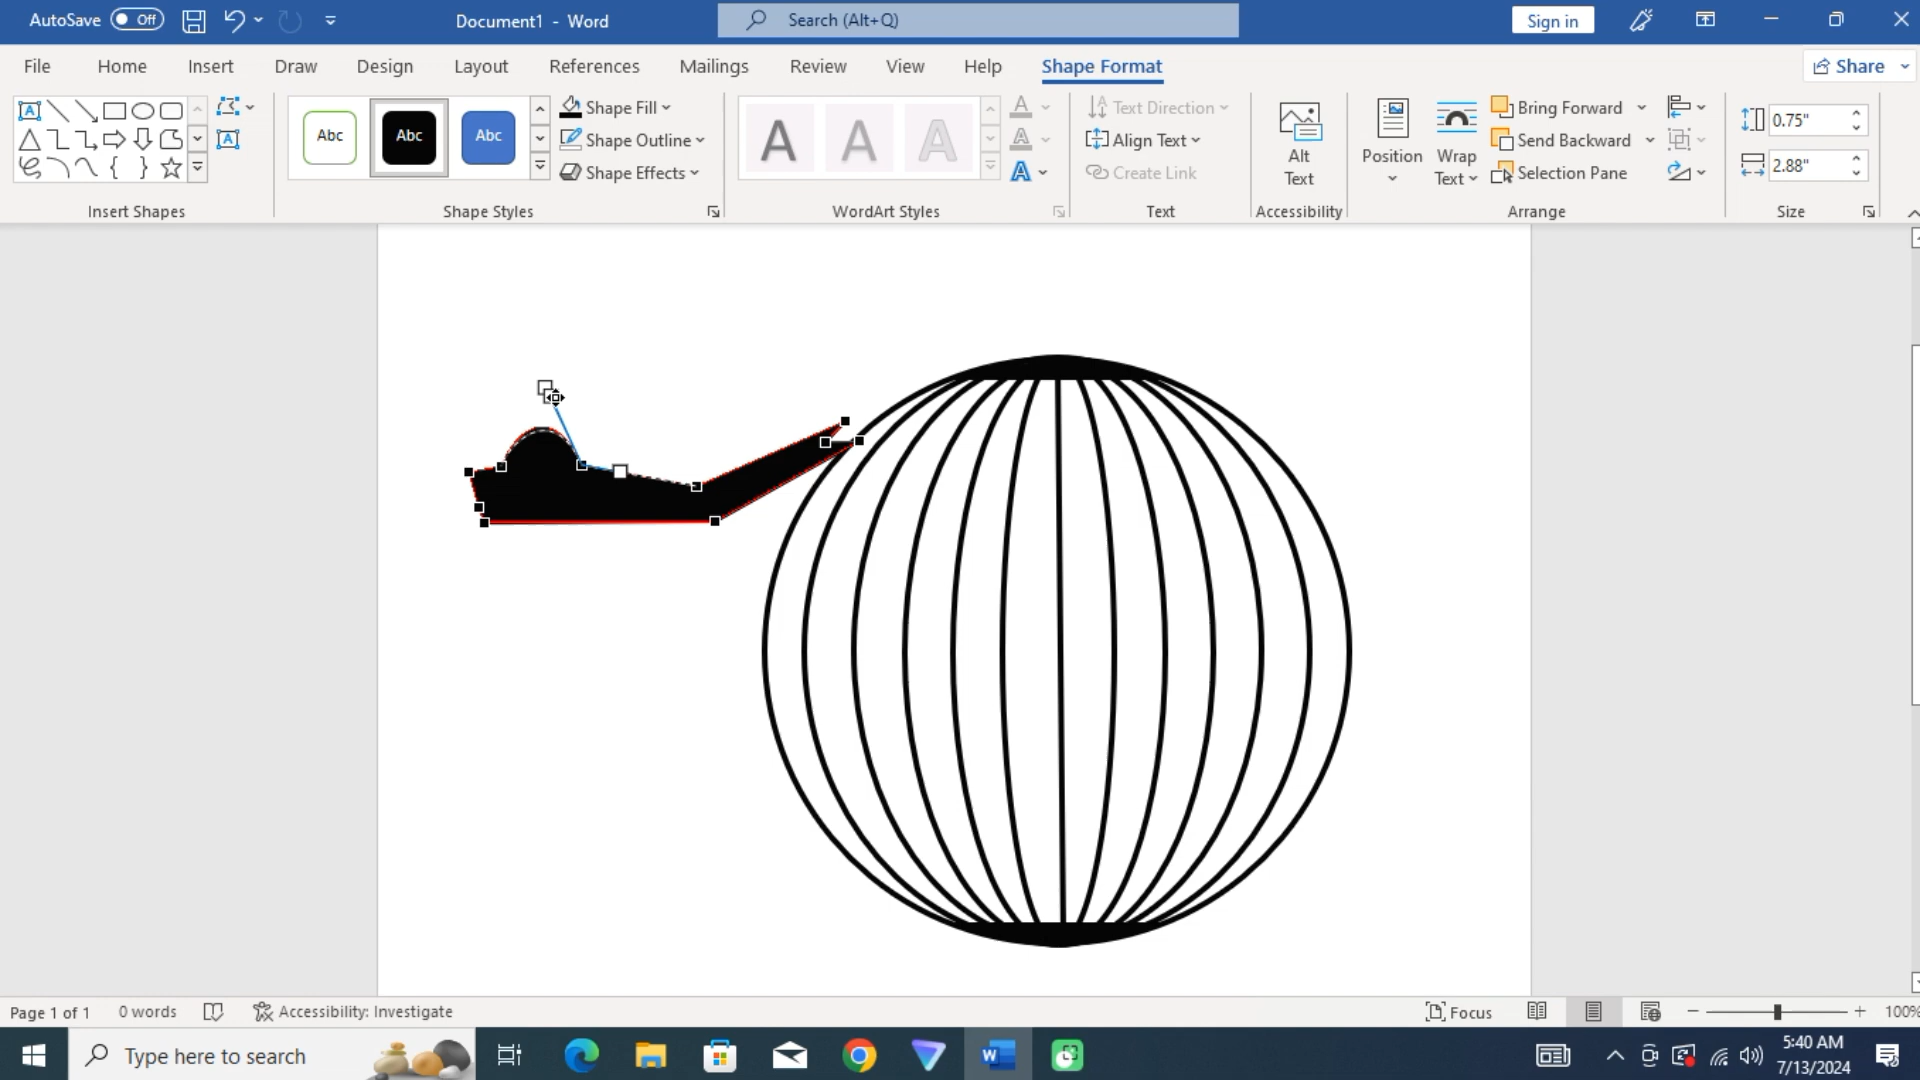 AutoSave Off Document1 - Word Search (Alt+Q) Sign in
File Home Insert Draw Design Layout References Mailings Review View Help Shape Format Share
Abc Abc Abc
Shape Fill
Shape Outline
Shape Effects
A A A
A
A
A
Text Direction
Align Text
Create Link
Alt
Text
Position
Wrap
Text
Bring Forward
Send Backward
Selection Pane
0.75"
2.88"
Insert Shapes Shape Styles WordArt Styles Text Accessibility Arrange Size
Page 1 of 1 0 words Accessibility: Investigate Focus 100%
Type here to search
5:40 AM
7/13/2024